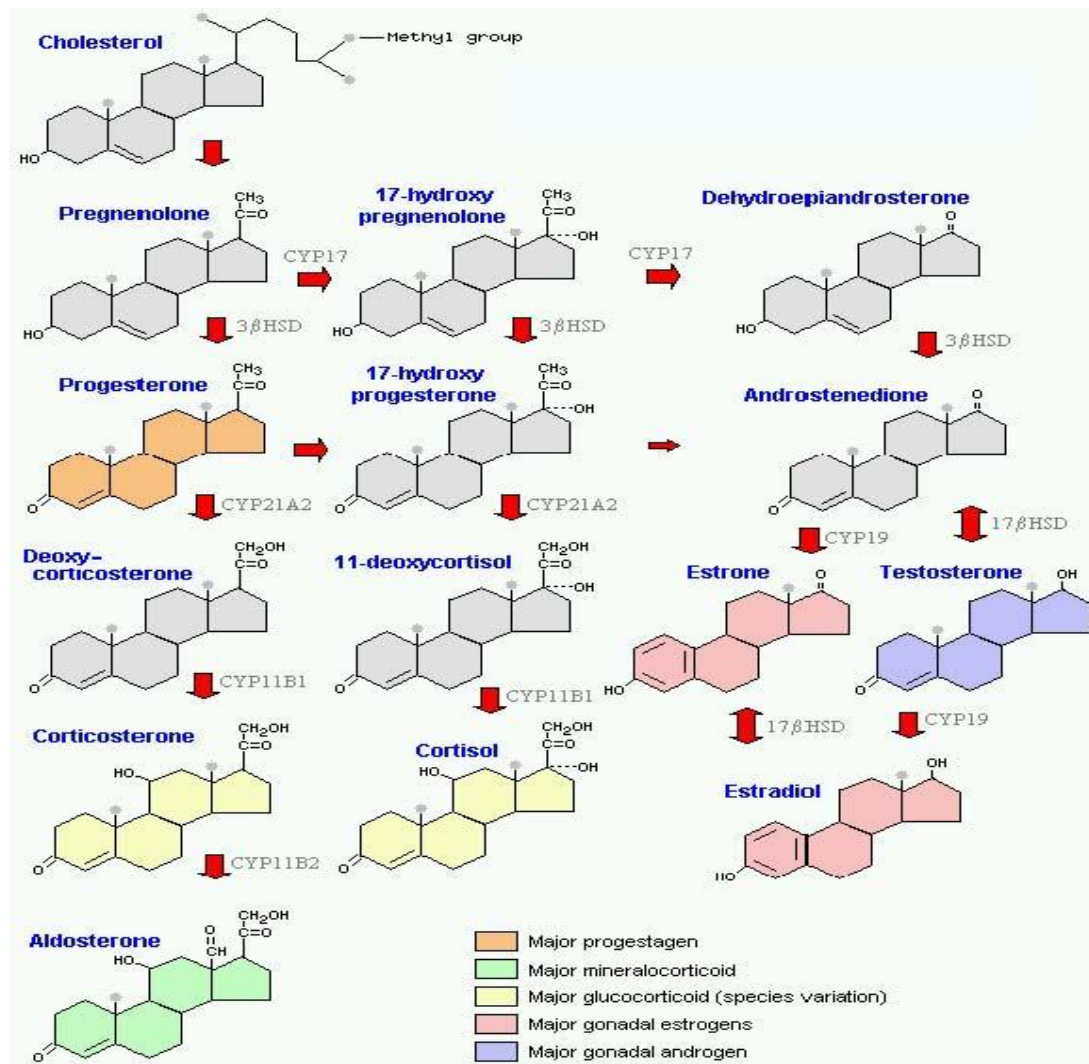 Cholesterol
Methyl group
HO
Pregnenolone
CH₃
C=O
HO
CYP17
17-hydroxy
pregnenolone
CH₃
C=O
OH
HO
CYP17
Dehydroepiandrosterone
O
HO
3βHSD
3βHSD
3βHSD
Progesterone
CH₃
C=O
O
17-hydroxy
progesterone
CH₃
C=O
OH
O
Androstenedione
O
O
CYP21A2
CYP21A2
CYP19
17βHSD
Deoxy-
corticosterone
CH₂OH
C=O
O
11-deoxycortisol
CH₂OH
C=O
OH
O
Estrone
O
HO
Testosterone
OH
O
CYP11B1
CYP11B1
17βHSD
CYP19
Corticosterone
CH₂OH
C=O
HO
O
Cortisol
CH₂OH
C=O
HO
OH
O
Estradiol
OH
HO
CYP11B2
Aldosterone
CH₂OH
O
C=O
CH
HO
O
Major progestagen
Major mineralocorticoid
Major glucocorticoid (species variation)
Major gonadal estrogens
Major gonadal androgen